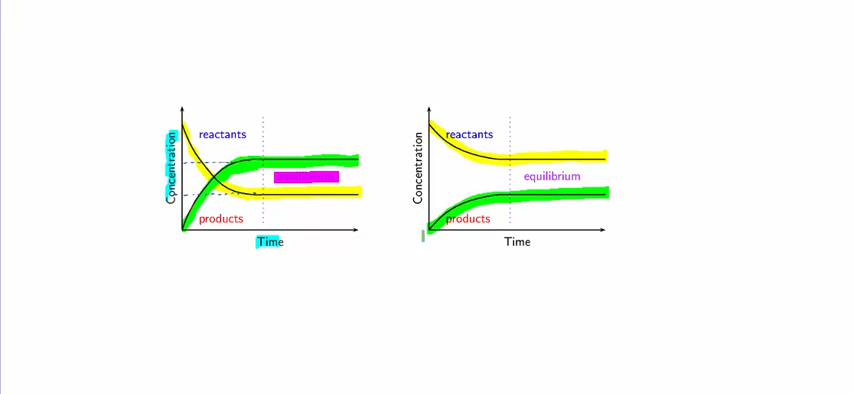 reactants
Concentration
products
Time
reactants
Concentration
equilibrium
products
Time